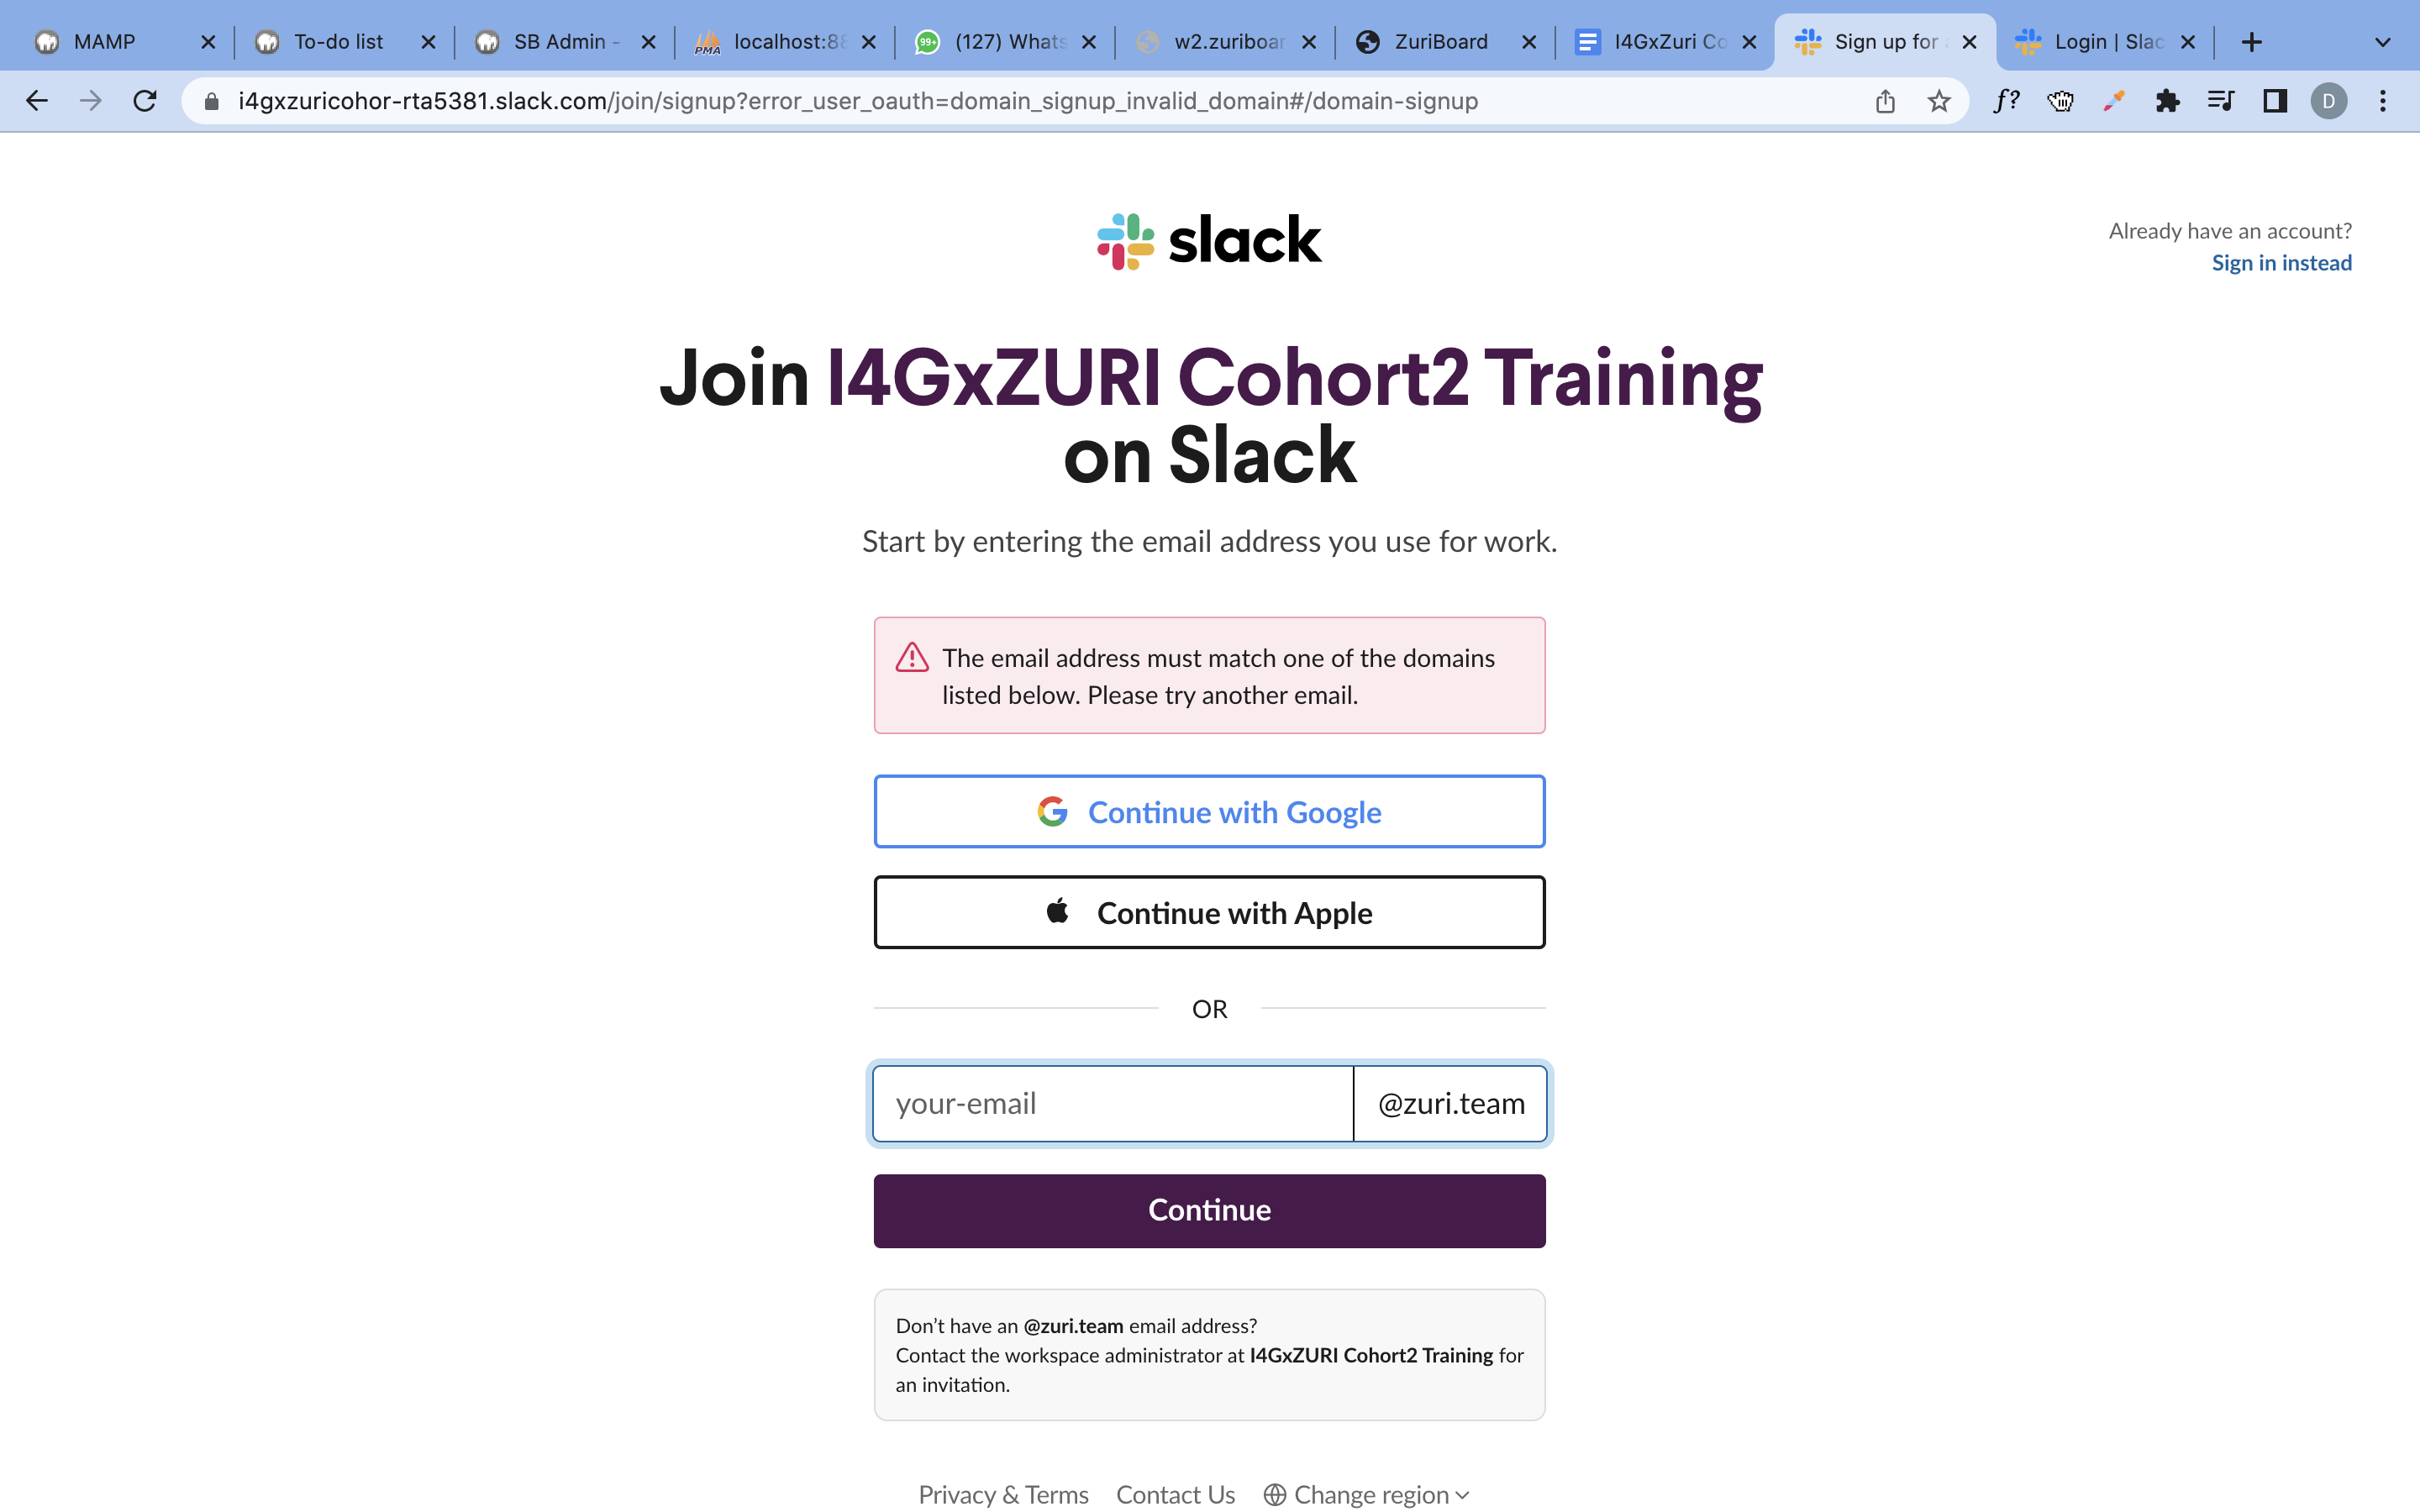 MAMP
To-do list
SB Admin -
localhost:88
(127) Whats
w2.zuriboar
ZuriBoard
I4GxZuri Co
Sign up for
Login | Slac
i4gxzuricohor-rta5381.slack.com/join/signup?error_user_oauth=domain_signup_invalid_domain#/domain-signup
f?
D
slack
Already have an account?
Sign in instead
Join I4GxZURI Cohort2 Training
on Slack
Start by entering the email address you use for work.
The email address must match one of the domains
listed below. Please try another email.
Continue with Google
Continue with Apple
OR
your-email @zuri.team
Continue
Don’t have an @zuri.team email address?
Contact the workspace administrator at I4GxZURI Cohort2 Training for
an invitation.
Privacy & Terms Contact Us Change region